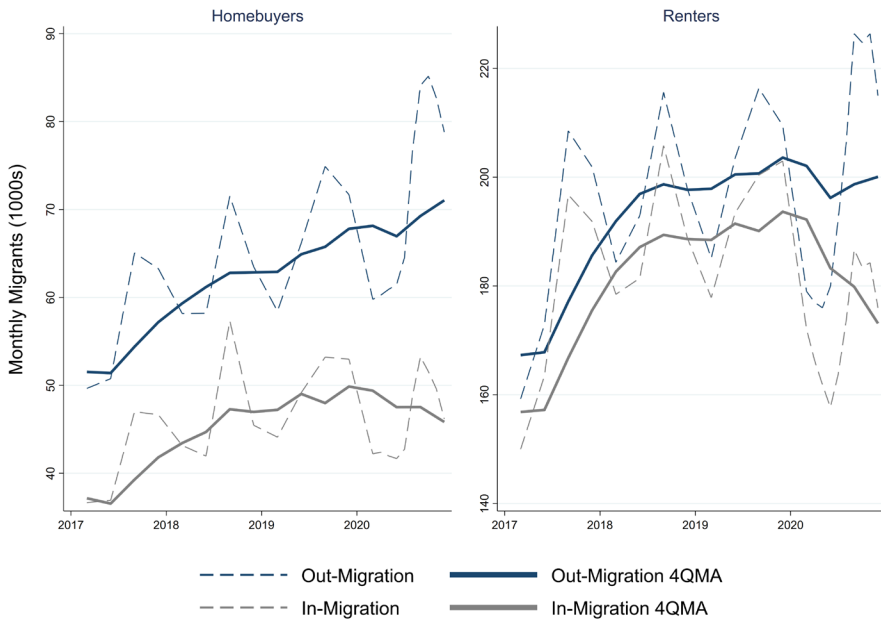 Homebuyers
Renters
Monthly Migrants (1000s)
90
80
70
60
50
40
2017
2018
2019
2020
220
200
180
160
140
2017
2018
2019
2020
Out-Migration
Out-Migration 4QMA
In-Migration
In-Migration 4QMA